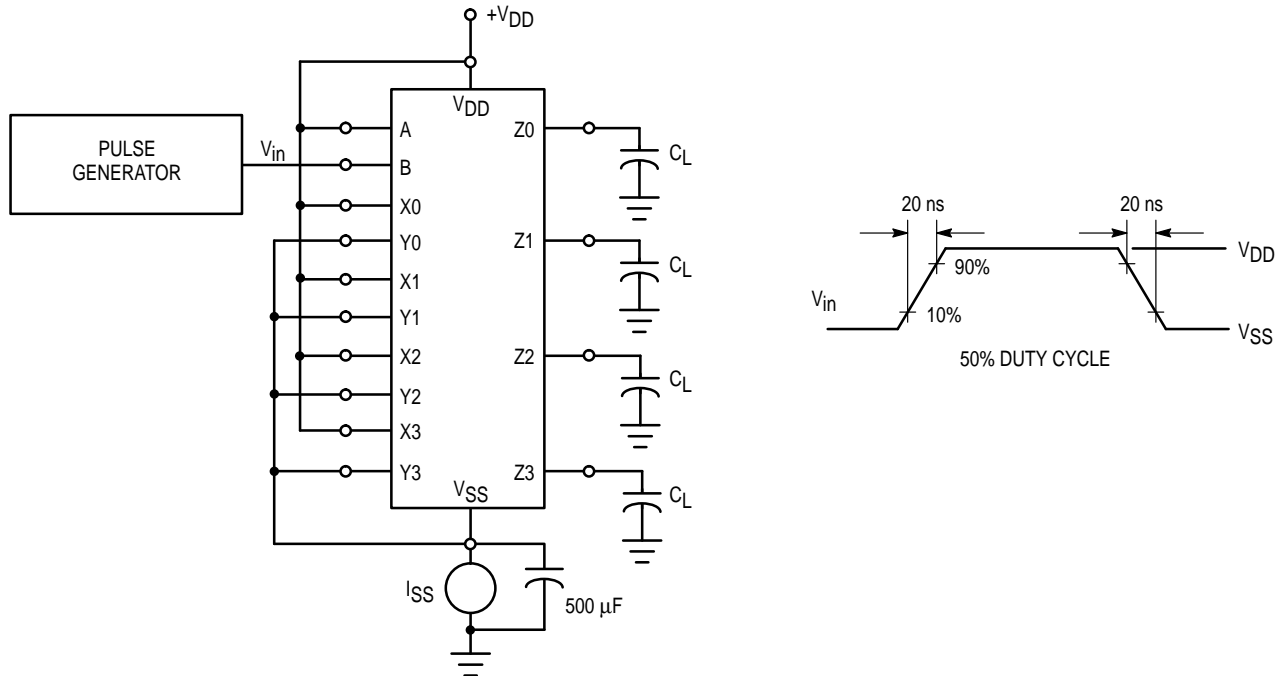 +VDD
PULSE
GENERATOR
Vin
VDD
A
B
X0
Y0
X1
Y1
X2
Y2
X3
Y3
Z0
Z1
Z2
Z3
VSS
CL
CL
CL
CL
ISS
500 μF
20 ns
20 ns
VDD
90%
Vin
10%
VSS
50% DUTY CYCLE